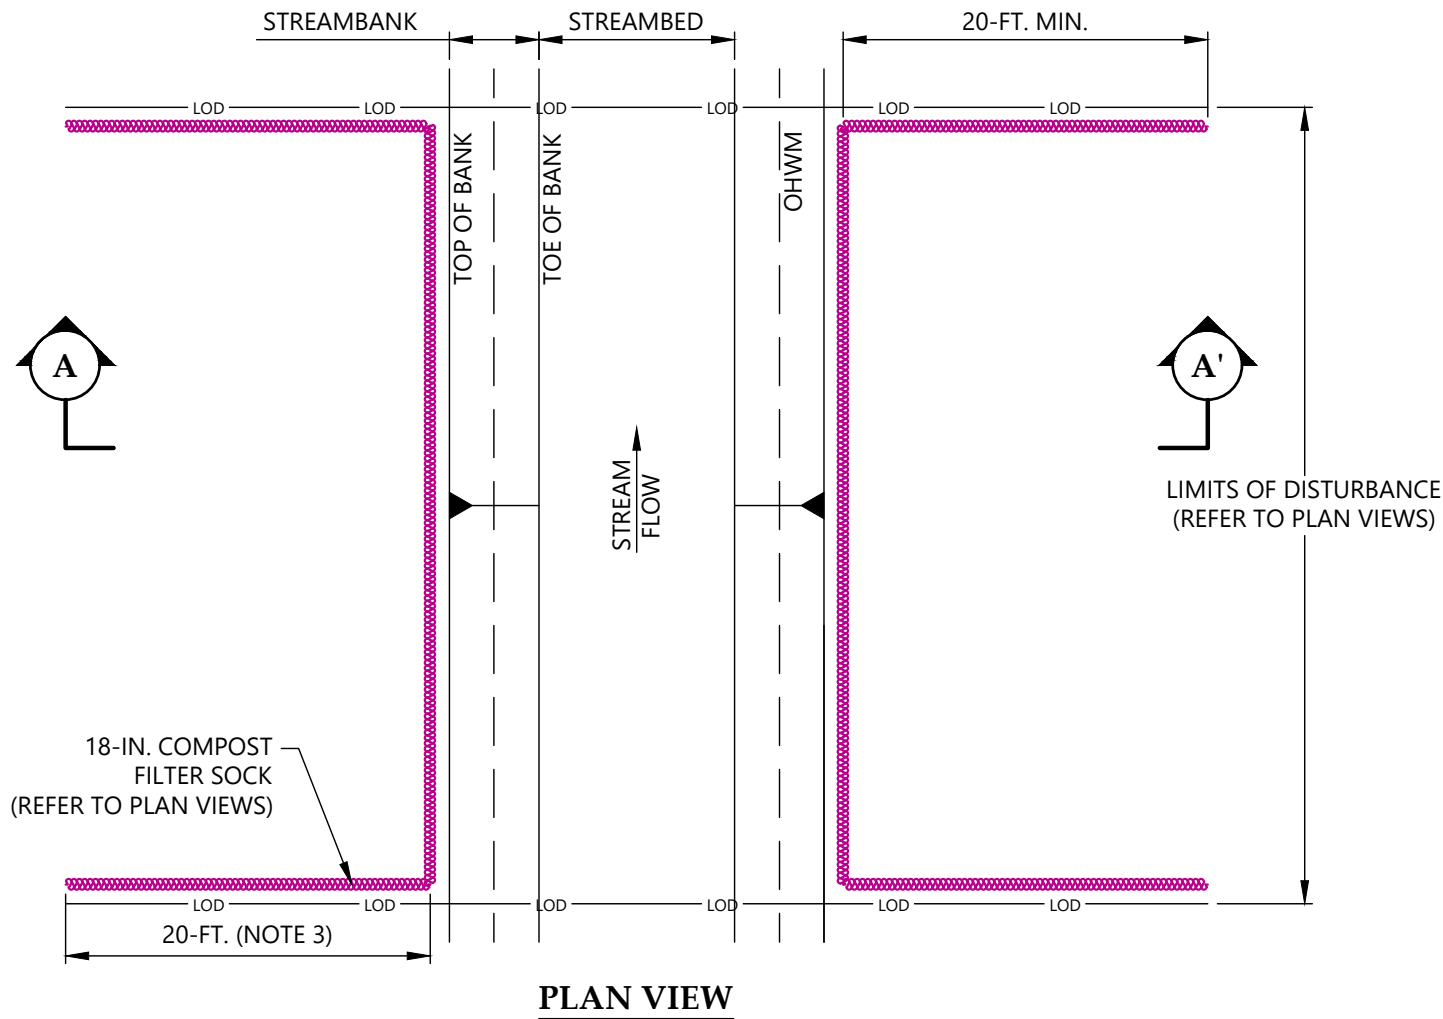 STREAMBANK
STREAMBED
20-FT. MIN.
LOD
LOD
LOD
LOD
LOD
LOD
TOP OF BANK
TOE OF BANK
OHWM
A
A'
STREAM
FLOW
LIMITS OF DISTURBANCE
(REFER TO PLAN VIEWS)
18-IN. COMPOST
FILTER SOCK
(REFER TO PLAN VIEWS)
LOD
LOD
LOD
LOD
LOD
LOD
20-FT. (NOTE 3)
PLAN VIEW